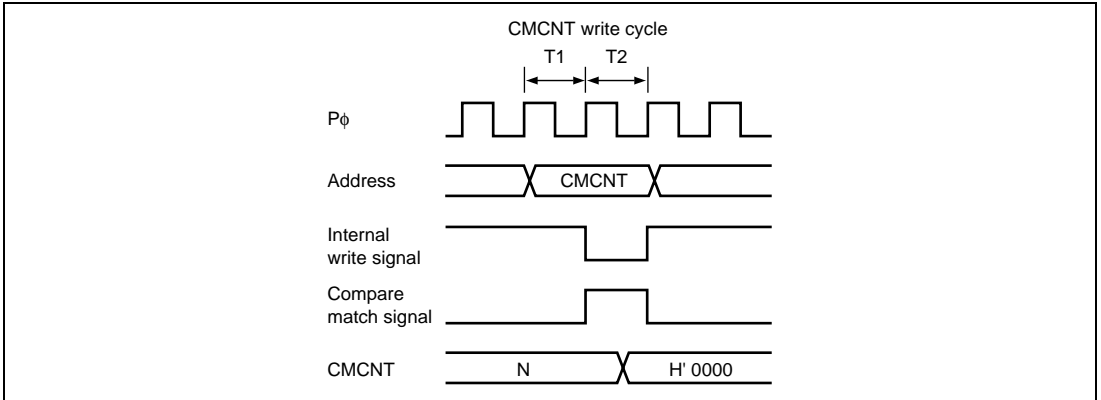 CMCNT write cycle
T1 T2
Pϕ
Address CMCNT
Internal
write signal
Compare
match signal
CMCNT N H' 0000